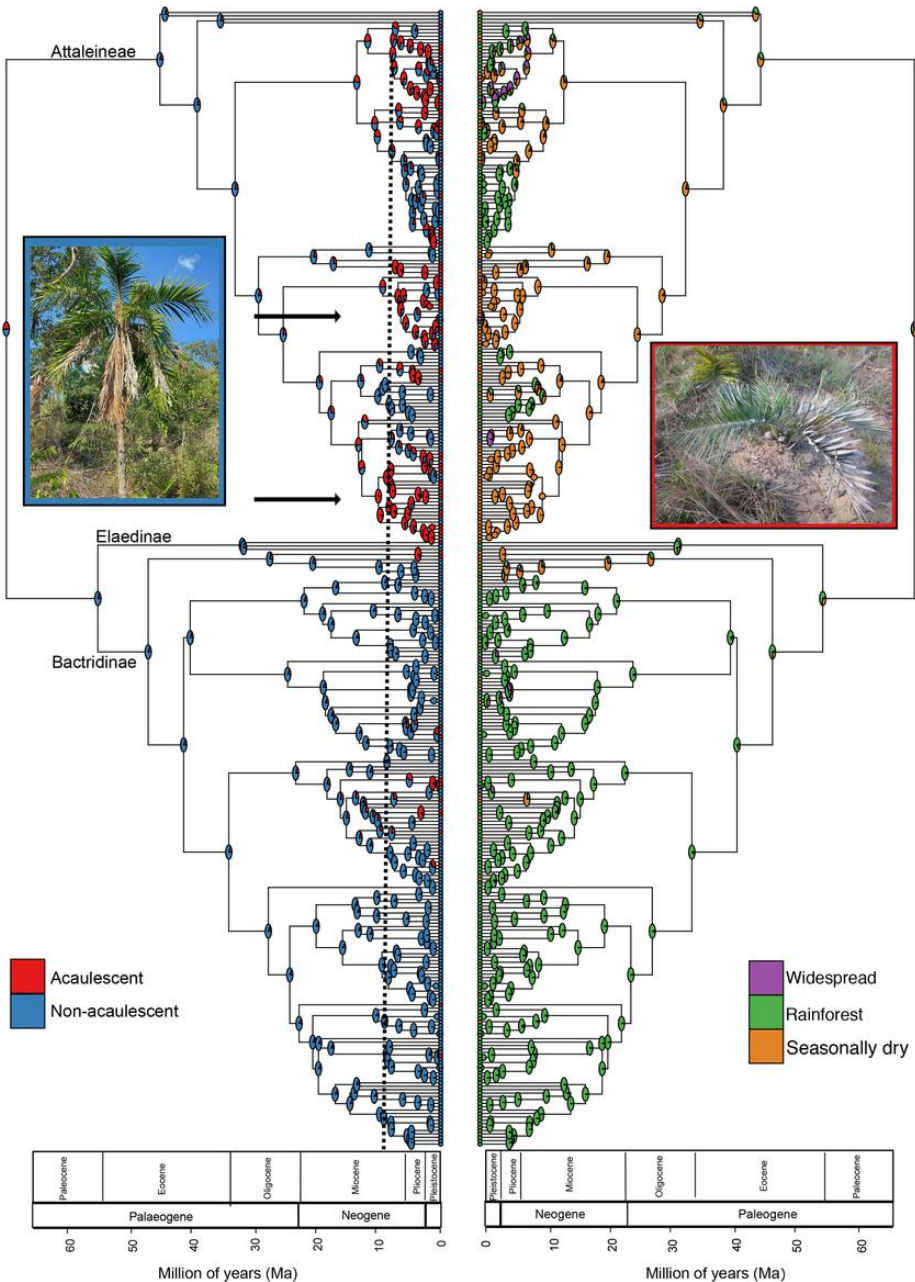 Attaleineae
Elaedinae
Bactridinae
Acaulescent
Non-acaulescent
Widespread
Rainforest
Seasonally dry
Paleocene
Eocene
Oligocene
Miocene
Pliocene
Pleistocene
Palaeogene
Neogene
60
50
40
30
20
10
0
Million of years (Ma)
Pleistocene
Pliocene
Miocene
Oligocene
Eocene
Paleocene
Neogene
Paleogene
0
10
20
30
40
50
60
Million of years (Ma)